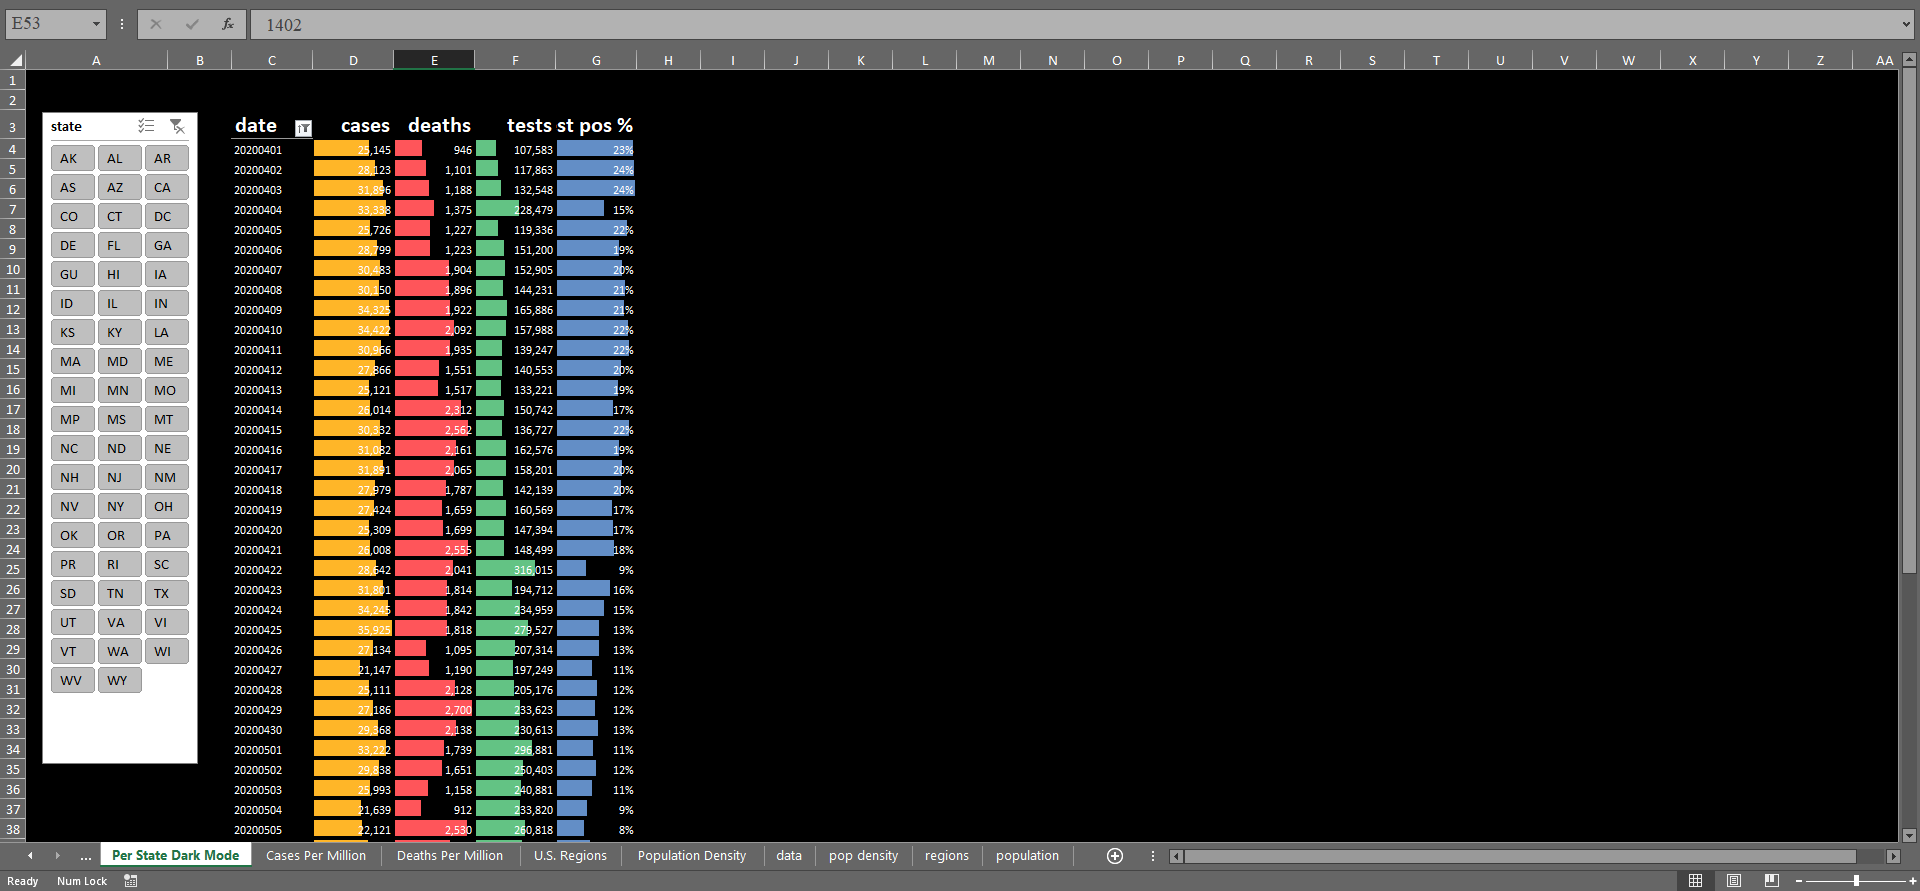 E53 fx 1402
A B C D E F G H I J K L M N O P Q R S T U V W X Y Z AA
1
2
3 date cases deaths tests st pos %
4 20200401 25,145 946 107,583 23%
5 20200402 28,123 1,101 117,863 24%
6 20200403 31,896 1,188 132,548 24%
7 20200404 33,338 1,375 228,479 15%
8 20200405 25,726 1,227 119,336 22%
9 20200406 28,799 1,223 151,200 19%
10 20200407 30,483 1,904 152,905 20%
11 20200408 30,150 1,896 144,231 21%
12 20200409 34,325 1,922 165,886 21%
13 20200410 34,422 2,092 157,988 22%
14 20200411 30,966 1,935 139,247 22%
15 20200412 27,866 1,551 140,553 20%
16 20200413 25,121 1,517 133,221 19%
17 20200414 26,014 2,312 150,742 17%
18 20200415 30,332 2,562 136,727 22%
19 20200416 31,082 2,161 162,576 19%
20 20200417 31,891 2,065 158,201 20%
21 20200418 27,979 1,787 142,139 20%
22 20200419 27,424 1,659 160,569 17%
23 20200420 25,309 1,699 147,394 17%
24 20200421 26,008 2,555 148,499 18%
25 20200422 28,642 2,041 316,015 9%
26 20200423 31,801 1,814 194,712 16%
27 20200424 34,245 1,842 234,959 15%
28 20200425 35,925 1,818 279,527 13%
29 20200426 27,134 1,095 207,314 13%
30 20200427 21,147 1,190 197,249 11%
31 20200428 25,111 2,128 205,176 12%
32 20200429 27,186 2,700 233,623 12%
33 20200430 29,368 2,138 230,613 13%
34 20200501 33,222 1,739 296,881 11%
35 20200502 29,838 1,651 250,403 12%
36 20200503 25,993 1,158 240,881 11%
37 20200504 21,639 912 233,820 9%
38 20200505 22,121 2,530 260,818 8%
state
AK AL AR
AS AZ CA
CO CT DC
DE FL GA
GU HI IA
ID IL IN
KS KY LA
MA MD ME
MI MN MO
MP MS MT
NC ND NE
NH NJ NM
NV NY OH
OK OR PA
PR RI SC
SD TN TX
UT VA VI
VT WA WI
WV WY
... Per State Dark Mode Cases Per Million Deaths Per Million U.S. Regions Population Density data pop density regions population
Ready Num Lock